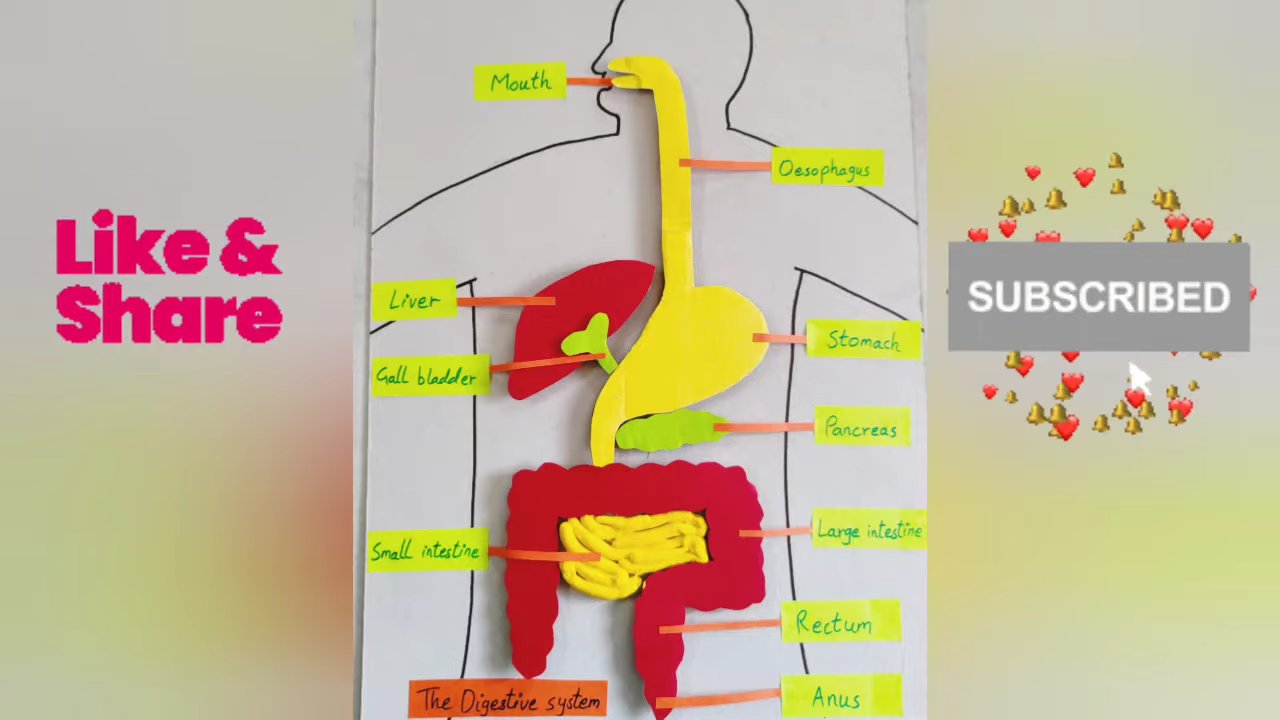 Like &
Share
Mouth
Oesophagus
Liver
Gall bladder
Stomach
Pancreas
Small intestine
Large intestine
Rectum
Anus
The Digestive system
SUBSCRIBED